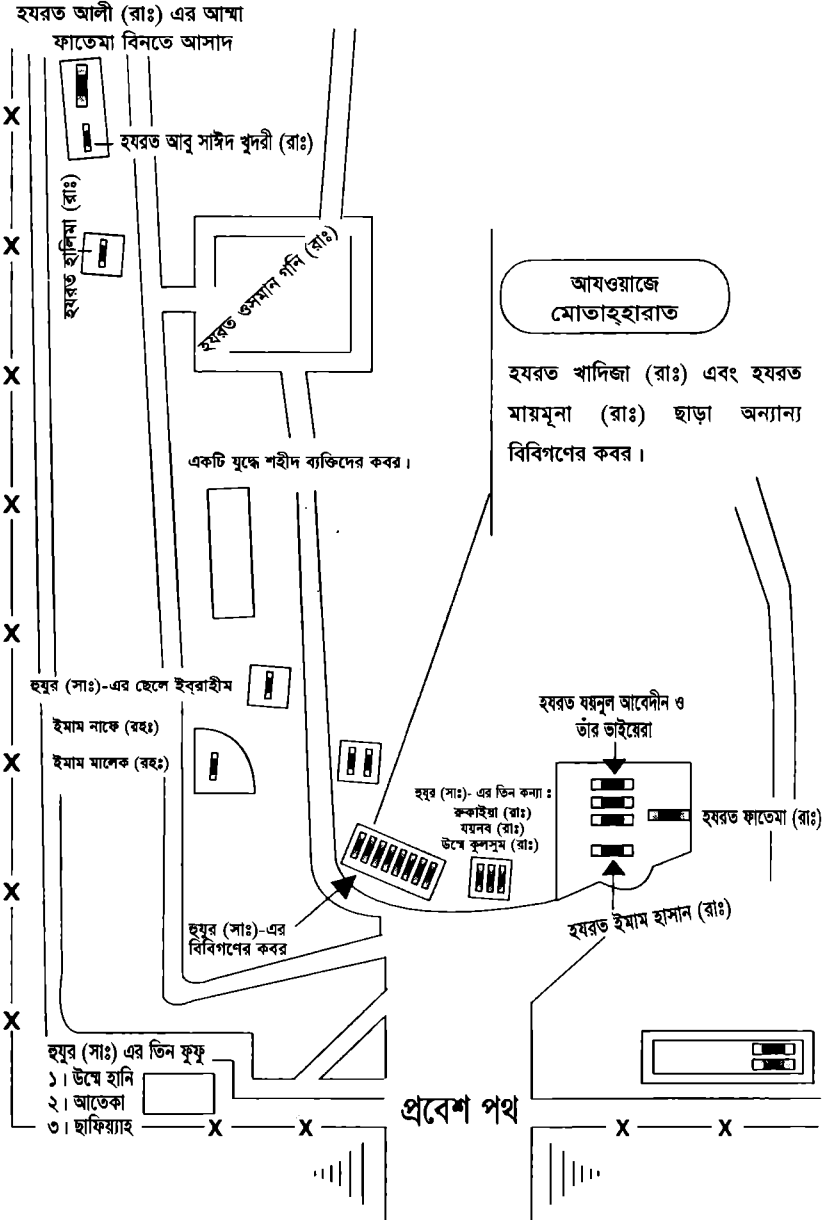 হযরত আলী (রাঃ) এর আম্মা
ফাতেমা বিনতে আসাদ
হযরত আবু সাঈদ খুদরী (রাঃ)
হযরত হালিমা (রাঃ)
হযরত ওসমান গনি (রাঃ)
আযওয়াজে
মোতাহ্হারাত
হযরত খাদিজা (রাঃ) এবং হযরত
মায়মূনা (রাঃ) ছাড়া অন্যান্য
বিবিগণের কবর।
একটি যুদ্ধে শহীদ ব্যক্তিদের কবর।
হুযুর (সাঃ)-এর ছেলে ইব্রাহীম
ইমাম নাফে (রহঃ)
ইমাম মালেক (রহঃ)
হযরত যয়নুল আবেদীন ও
তাঁর ভাইয়েরা
হুযুর (সাঃ)- এর তিন কন্যা :
রুকাইয়া (রাঃ)
যয়নব (রাঃ)
উম্মে কুলসুম (রাঃ)
হযরত ফাতেমা (রাঃ)
হযরত ইমাম হাসান (রাঃ)
হুযুর (সাঃ)-এর
বিবিগণের কবর
হুযুর (সাঃ) এর তিন ফুফু
১। উম্মে হানি
২। আতেকা
৩। ছাফিয়্যাহ
প্রবেশ পথ
X
X
X
X
X
X
X
X
X
X
X
X